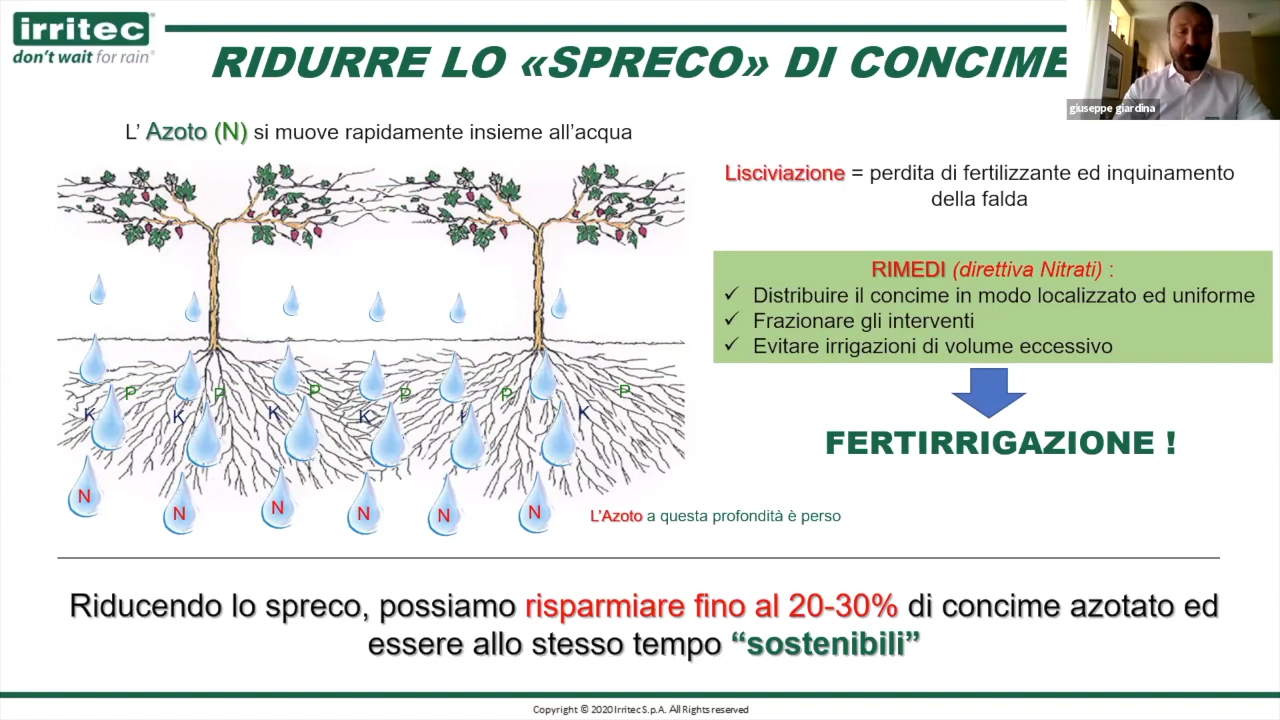 irritec
don't wait for rain®
RIDURRE LO «SPRECO» DI CONCIME
giuseppe giardina
L' Azoto (N) si muove rapidamente insieme all'acqua
Lisciviazione = perdita di fertilizzante ed inquinamento
della falda
RIMEDI (direttiva Nitrati) :
✓ Distribuire il concime in modo localizzato ed uniforme
✓ Frazionare gli interventi
✓ Evitare irrigazioni di volume eccessivo
FERTIRRIGAZIONE !
P P P P P P
K K K K K
N N N N N N
L'Azoto a questa profondità è perso
Riducendo lo spreco, possiamo risparmiare fino al 20-30% di concime azotato ed
essere allo stesso tempo “sostenibili”
Copyright © 2020 Irritec S.p.A. All Rights reserved